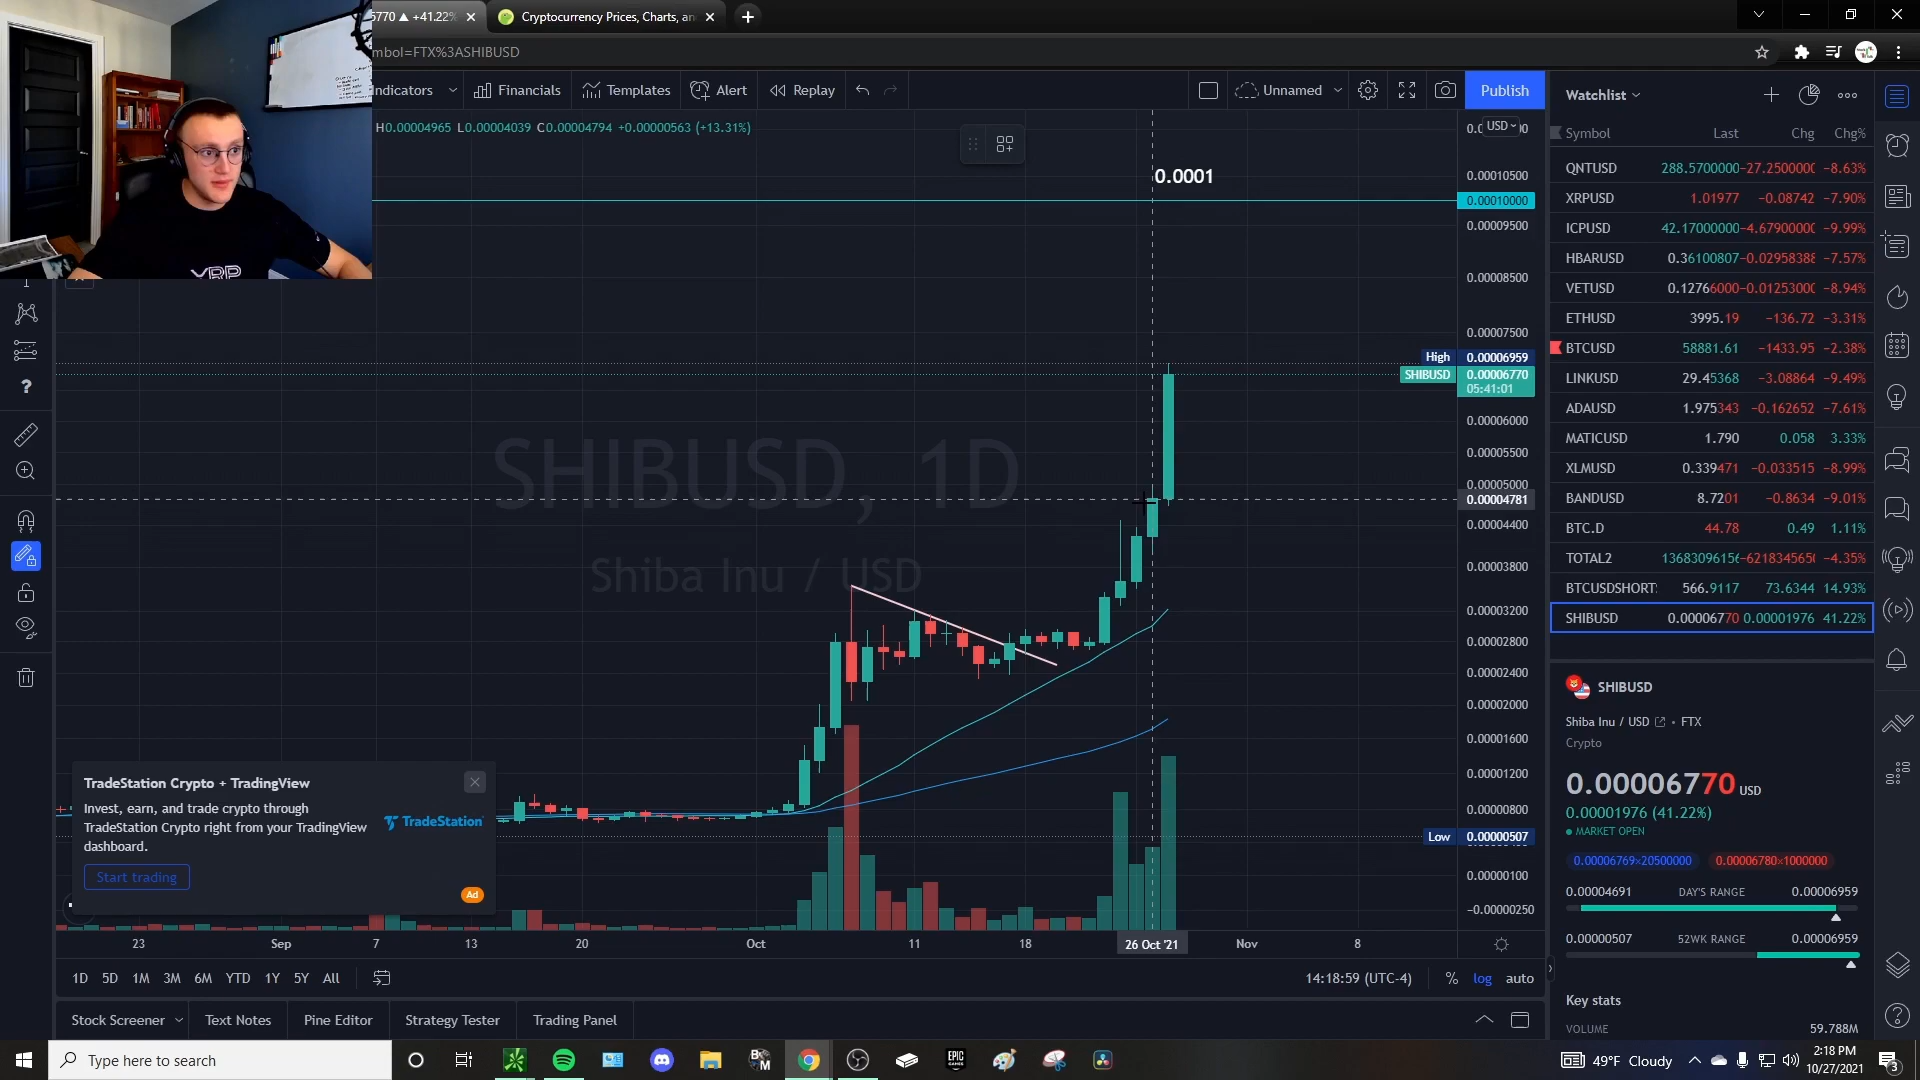 6770 ▲ +41.22%
Cryptocurrency Prices, Charts, an
mbol=FTX%3ASHIBUSD
Indicators Financials Templates Alert Replay Unnamed Publish
H0.00004965 L0.00004039 C0.00004794 +0.00000563 (+13.31%)
USD
0.0001
0.00010500
0.00010000
0.00009500
0.00008500
0.00007500
High 0.00006959
SHIBUSD 0.00006770
05:41:01
0.00006000
0.00005500
0.00005000
0.00004781
0.00004400
0.00003800
0.00003200
0.00002800
0.00002400
0.00002000
0.00001600
0.00001200
0.00000800
Low 0.00000507
0.00000100
−0.00000250
SHIBUSD, 1D
Shiba Inu / USD
XRP
TradeStation Crypto + TradingView
Invest, earn, and trade crypto through
TradeStation Crypto right from your TradingView
dashboard.
TradeStation
Start trading
Ad
23 Sep 7 13 20 Oct 11 18 26 Oct '21 Nov 8
1D 5D 1M 3M 6M YTD 1Y 5Y All
14:18:59 (UTC-4) % log auto
Stock Screener Text Notes Pine Editor Strategy Tester Trading Panel
Watchlist
Symbol Last Chg Chg%
QNTUSD 288.5700000 −27.2500000 −8.63%
XRPUSD 1.01977 −0.08742 −7.90%
ICPUSD 42.17000000 −4.6790000 −9.99%
HBARUSD 0.36100807 −0.02958388 −7.57%
VETUSD 0.12766000 −0.0125300 −8.94%
ETHUSD 3995.19 −136.72 −3.31%
BTCUSD 58881.61 −1433.95 −2.38%
LINKUSD 29.45368 −3.08864 −9.49%
ADAUSD 1.975343 −0.162652 −7.61%
MATICUSD 1.790 0.058 3.33%
XLMUSD 0.339471 −0.033515 −8.99%
BANDUSD 8.7201 −0.8634 −9.01%
BTC.D 44.78 0.49 1.11%
TOTAL2 1368309615 −621834565 −4.35%
BTCUSDSHORT 566.9117 73.6344 14.93%
SHIBUSD 0.00006770 0.00001976 41.22%
SHIBUSD
Shiba Inu / USD • FTX
Crypto
0.00006770 USD
0.00001976 (41.22%)
MARKET OPEN
0.00006769×20500000 0.00006780×1000000
0.00004691 DAY'S RANGE 0.00006959
0.00000507 52WK RANGE 0.00006959
Key stats
VOLUME 59.788M
Type here to search
EPIC GAMES
49°F Cloudy
2:18 PM
10/27/2021
3